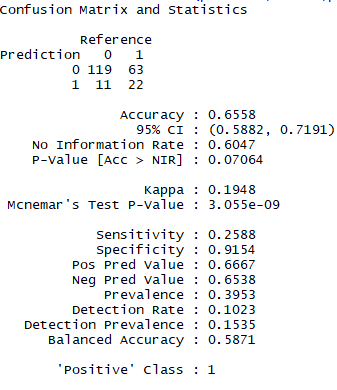 Confusion Matrix and Statistics
Reference
Prediction 0 1
0 119 63
1 11 22
Accuracy : 0.6558
95% CI : (0.5882, 0.7191)
No Information Rate : 0.6047
P-Value [Acc > NIR] : 0.07064
Kappa : 0.1948
Mcnemar's Test P-Value : 3.055e-09
Sensitivity : 0.2588
Specificity : 0.9154
Pos Pred Value : 0.6667
Neg Pred Value : 0.6538
Prevalence : 0.3953
Detection Rate : 0.1023
Detection Prevalence : 0.1535
Balanced Accuracy : 0.5871
'Positive' Class : 1